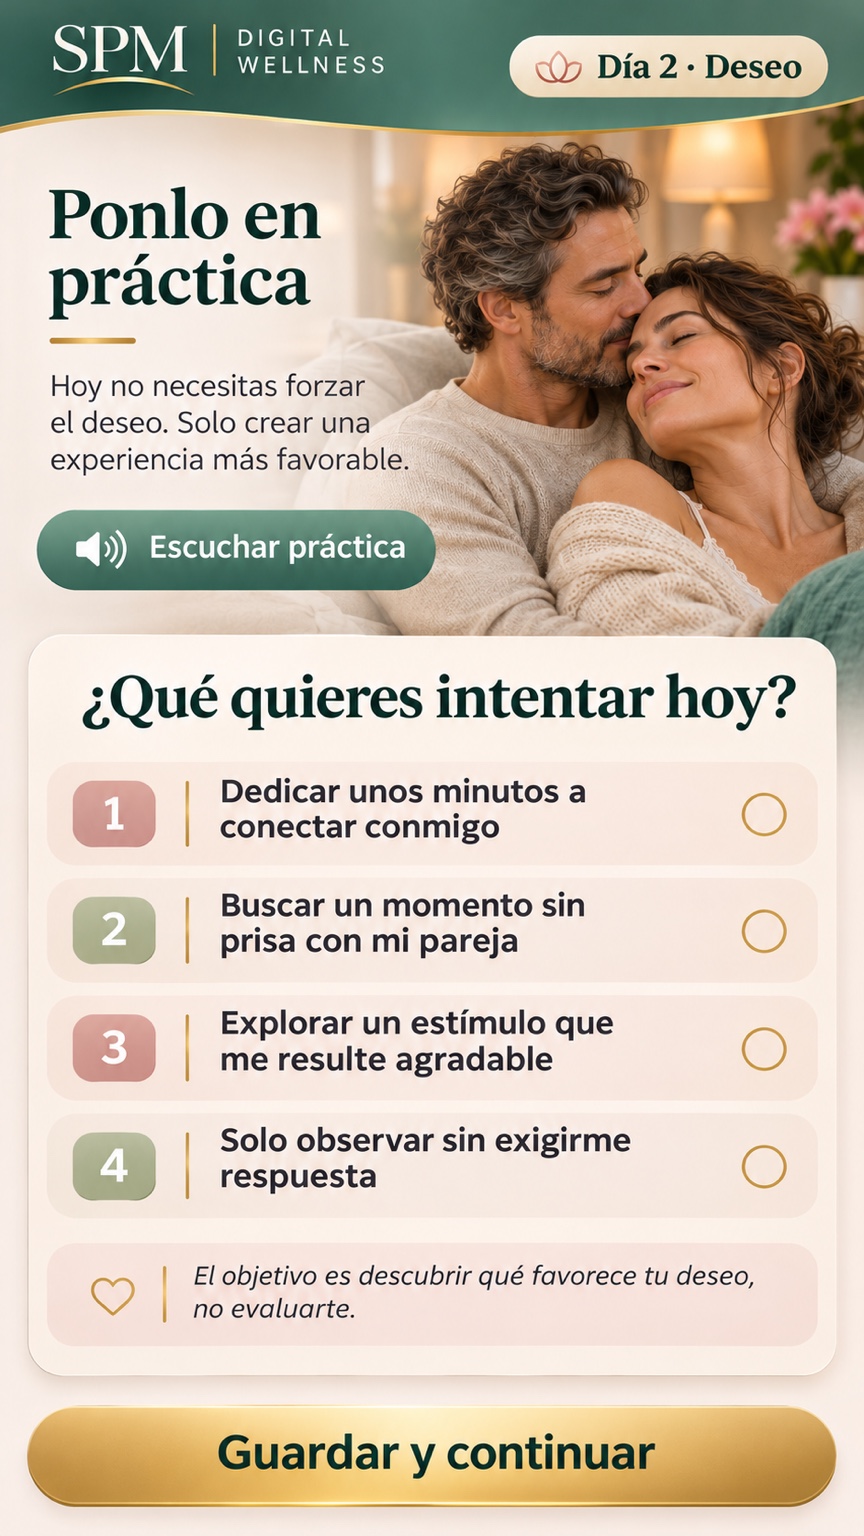 SPM
DIGITAL
WELLNESS
Día 2 · Deseo
Ponlo en
práctica
Hoy no necesitas forzar
el deseo. Solo crear una
experiencia más favorable.
Escuchar práctica
¿Qué quieres intentar hoy?
1
Dedicar unos minutos a
conectar conmigo
2
Buscar un momento sin
prisa con mi pareja
3
Explorar un estímulo que
me resulte agradable
4
Solo observar sin exigirme
respuesta
El objetivo es descubrir qué favorece tu deseo,
no evaluarte.
Guardar y continuar